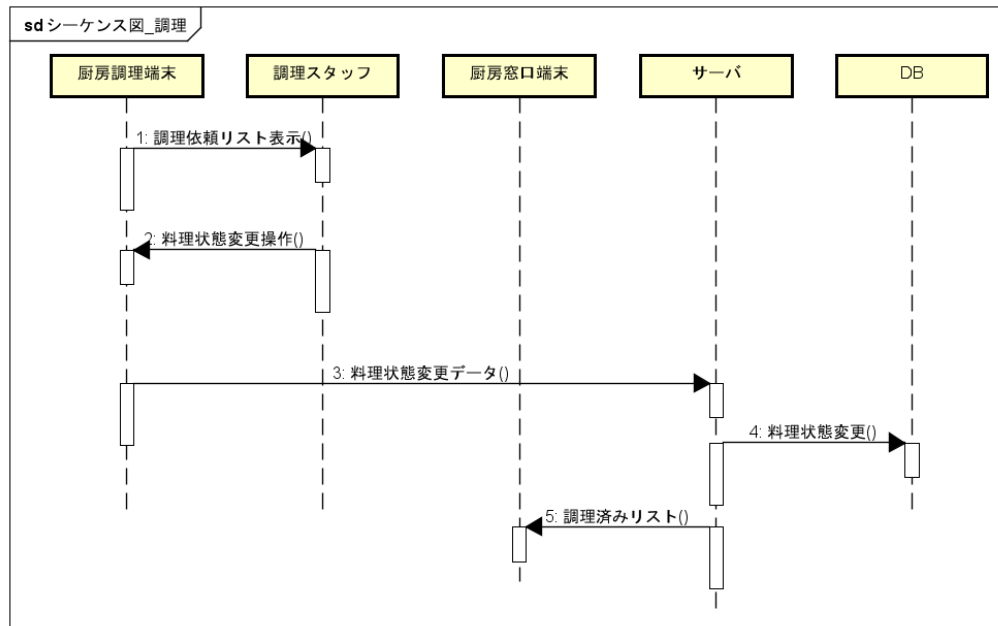 sd シーケンス図_調理
厨房調理端末
調理スタッフ
厨房窓口端末
サーバ
DB
1: 調理依頼リスト表示()
2: 料理状態変更操作()
3: 料理状態変更データ()
4: 料理状態変更()
5: 調理済みリスト()